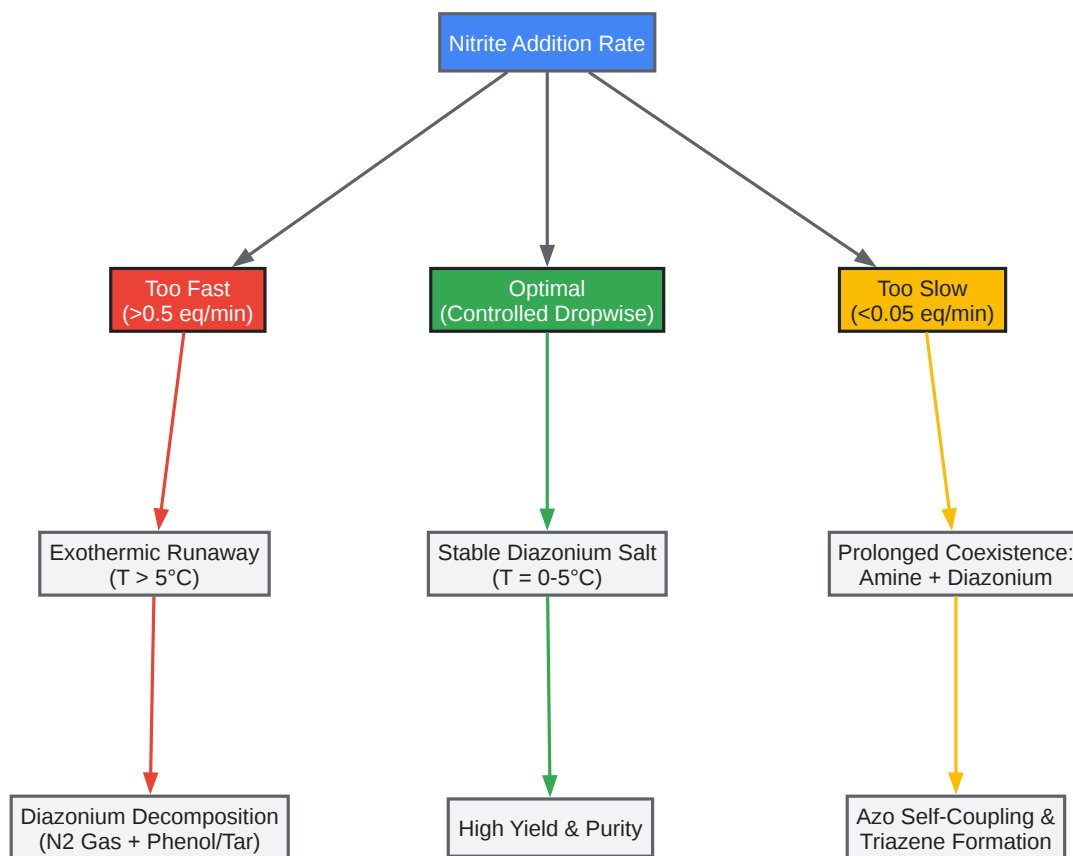 Nitrite Addition Rate
Too Fast
(>0.5 eq/min)
Optimal
(Controlled Dropwise)
Too Slow
(<0.05 eq/min)
Exothermic Runaway
(T > 5°C)
Stable Diazonium Salt
(T = 0-5°C)
Prolonged Coexistence:
Amine + Diazonium
Diazonium Decomposition
(N2 Gas + Phenol/Tar)
High Yield & Purity
Azo Self-Coupling &
Triazene Formation